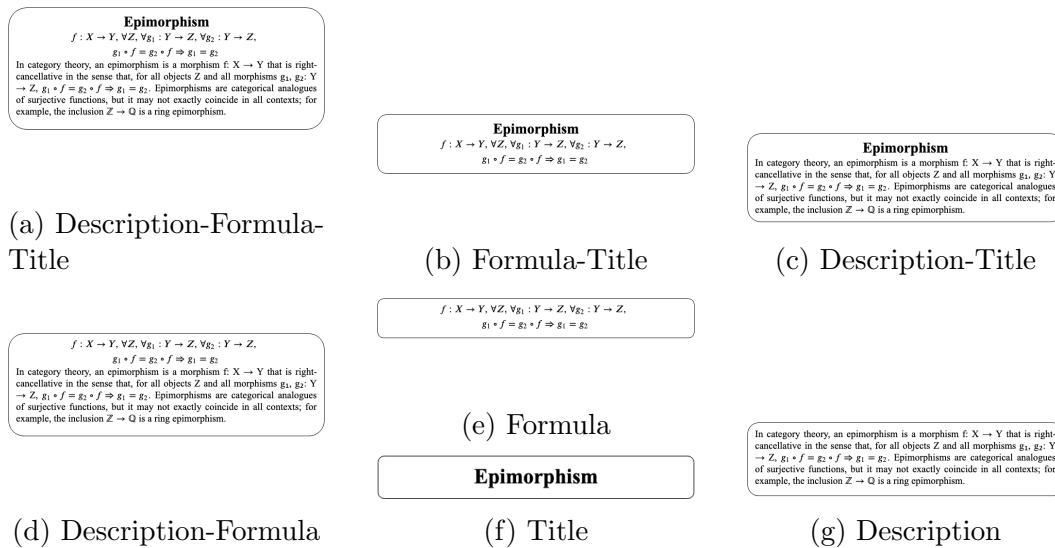 Epimorphism
f : X → Y, ∀Z, ∀g₁ : Y → Z, ∀g₂ : Y → Z,
g₁ ∘ f = g₂ ∘ f ⇒ g₁ = g₂
In category theory, an epimorphism is a morphism f: X → Y that is right-
cancellative in the sense that, for all objects Z and all morphisms g₁, g₂: Y
→ Z, g₁ ∘ f = g₂ ∘ f ⇒ g₁ = g₂. Epimorphisms are categorical analogues
of surjective functions, but it may not exactly coincide in all contexts; for
example, the inclusion ℤ → ℚ is a ring epimorphism.
(a) Description-Formula-
Title
Epimorphism
f : X → Y, ∀Z, ∀g₁ : Y → Z, ∀g₂ : Y → Z,
g₁ ∘ f = g₂ ∘ f ⇒ g₁ = g₂
(b) Formula-Title
Epimorphism
In category theory, an epimorphism is a morphism f: X → Y that is right-
cancellative in the sense that, for all objects Z and all morphisms g₁, g₂: Y
→ Z, g₁ ∘ f = g₂ ∘ f ⇒ g₁ = g₂. Epimorphisms are categorical analogues
of surjective functions, but it may not exactly coincide in all contexts; for
example, the inclusion ℤ → ℚ is a ring epimorphism.
(c) Description-Title
f : X → Y, ∀Z, ∀g₁ : Y → Z, ∀g₂ : Y → Z,
g₁ ∘ f = g₂ ∘ f ⇒ g₁ = g₂
In category theory, an epimorphism is a morphism f: X → Y that is right-
cancellative in the sense that, for all objects Z and all morphisms g₁, g₂: Y
→ Z, g₁ ∘ f = g₂ ∘ f ⇒ g₁ = g₂. Epimorphisms are categorical analogues
of surjective functions, but it may not exactly coincide in all contexts; for
example, the inclusion ℤ → ℚ is a ring epimorphism.
(d) Description-Formula
f : X → Y, ∀Z, ∀g₁ : Y → Z, ∀g₂ : Y → Z,
g₁ ∘ f = g₂ ∘ f ⇒ g₁ = g₂
(e) Formula
Epimorphism
(f) Title
In category theory, an epimorphism is a morphism f: X → Y that is right-
cancellative in the sense that, for all objects Z and all morphisms g₁, g₂: Y
→ Z, g₁ ∘ f = g₂ ∘ f ⇒ g₁ = g₂. Epimorphisms are categorical analogues
of surjective functions, but it may not exactly coincide in all contexts; for
example, the inclusion ℤ → ℚ is a ring epimorphism.
(g) Description